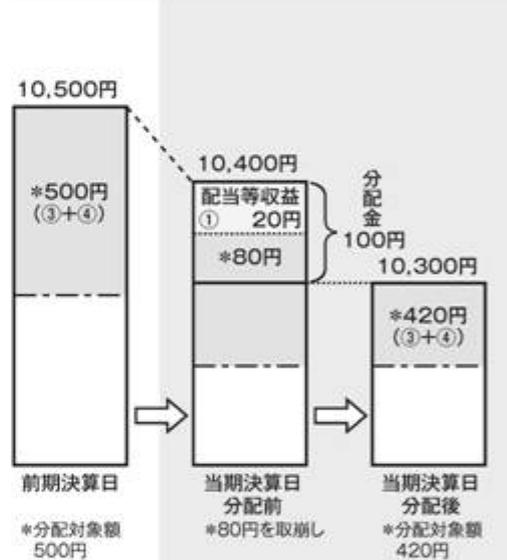 10,500円
*500円
(③+④)
前期決算日
*分配対象額
500円
10,400円
配当等収益
① 20円
*80円
分配金
100円
当期決算日
分配前
*80円を取崩し
10,300円
*420円
(③+④)
当期決算日
分配後
*分配対象額
420円